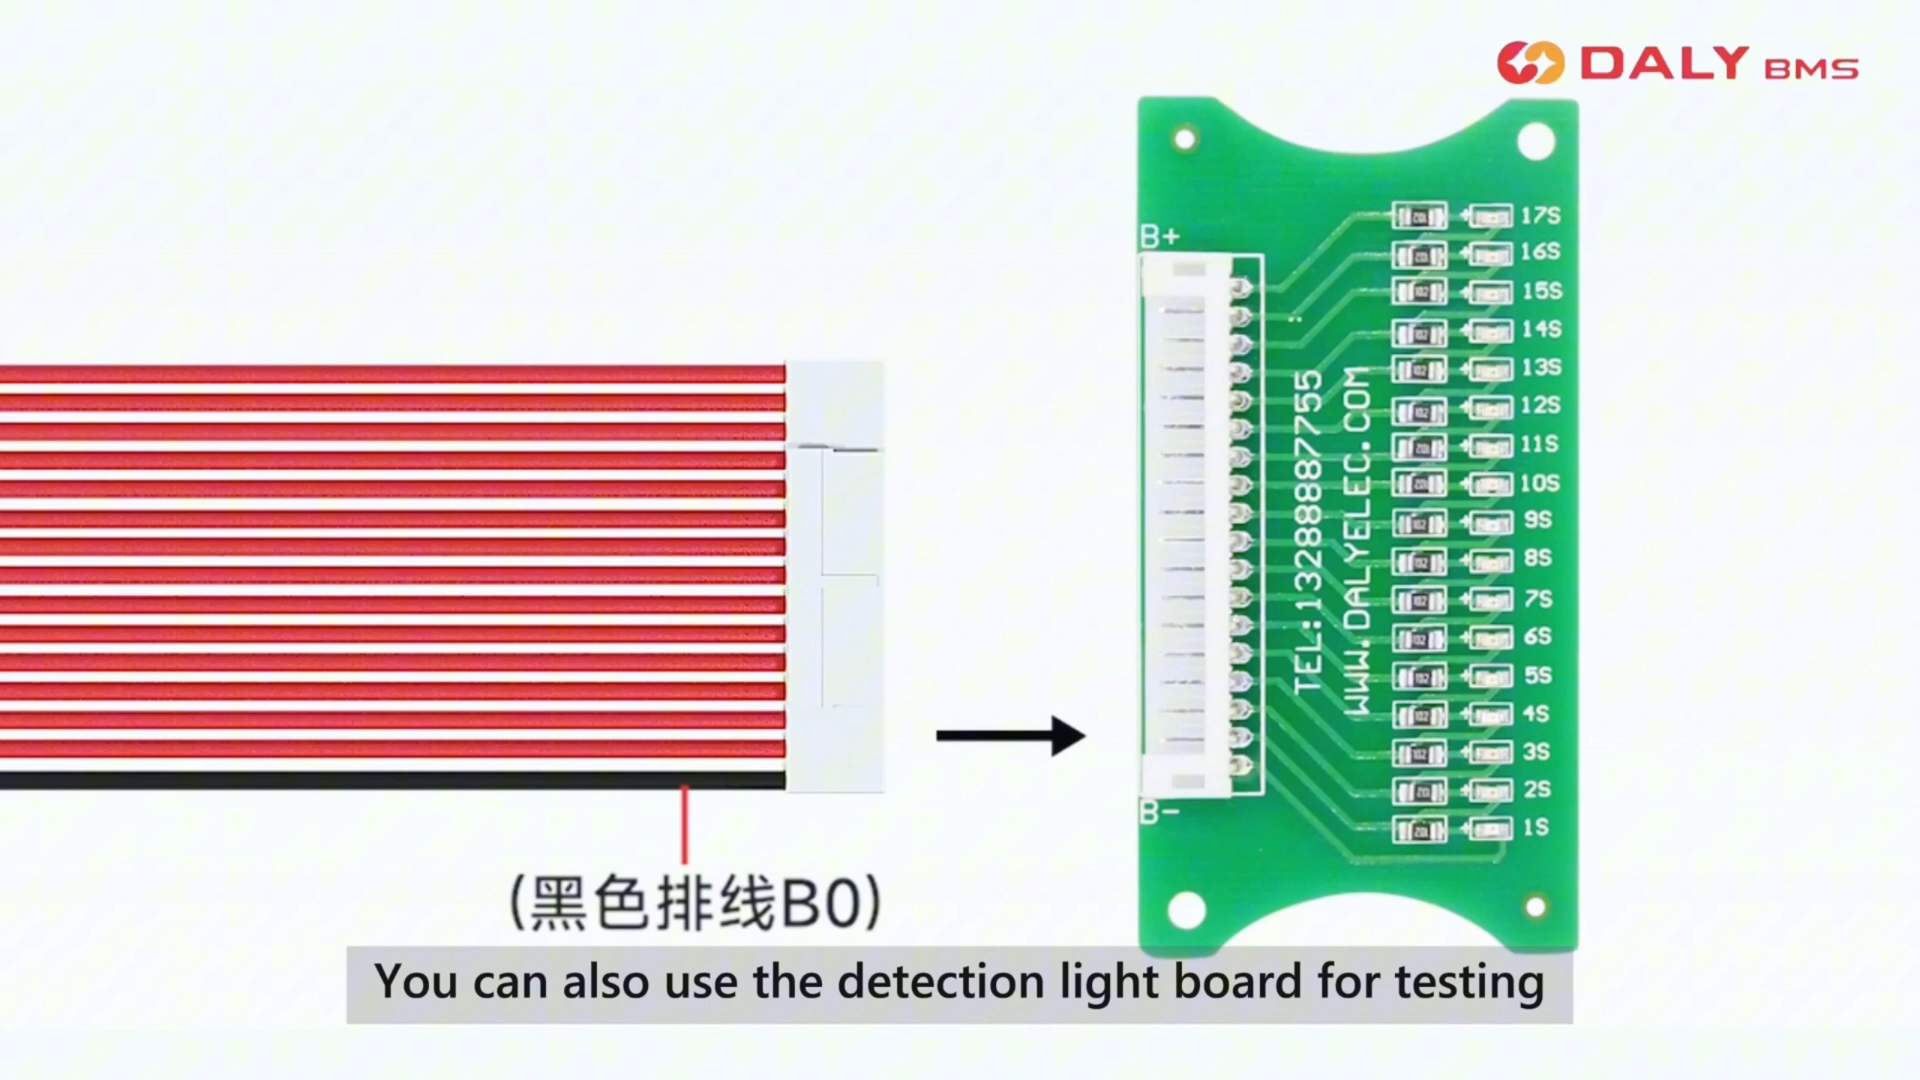 DALY BMS
B+
17S
16S
15S
14S
13S
12S
11S
10S
9S
8S
7S
6S
5S
4S
3S
2S
1S
TEL:13288887755
WWW.DALYELEC.COM
B-
(黑色排线B0)
You can also use the detection light board for testing